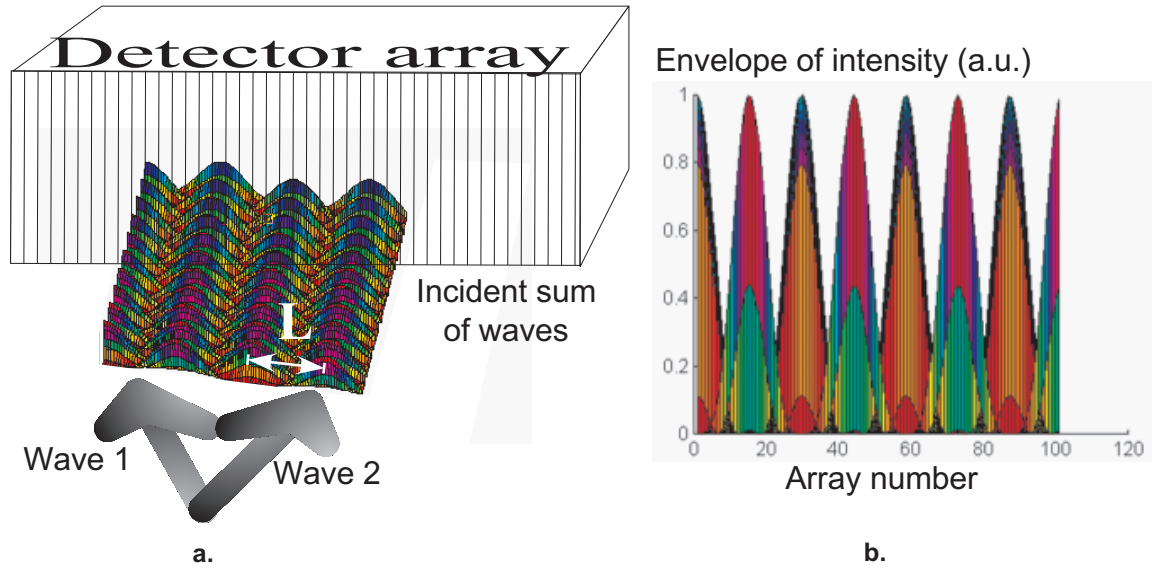 Detector array
Incident sum
of waves
L
Wave 1
Wave 2
a.
Envelope of intensity (a.u.)
1
0.8
0.6
0.4
0.2
0
0
20
40
60
80
100
120
Array number
b.